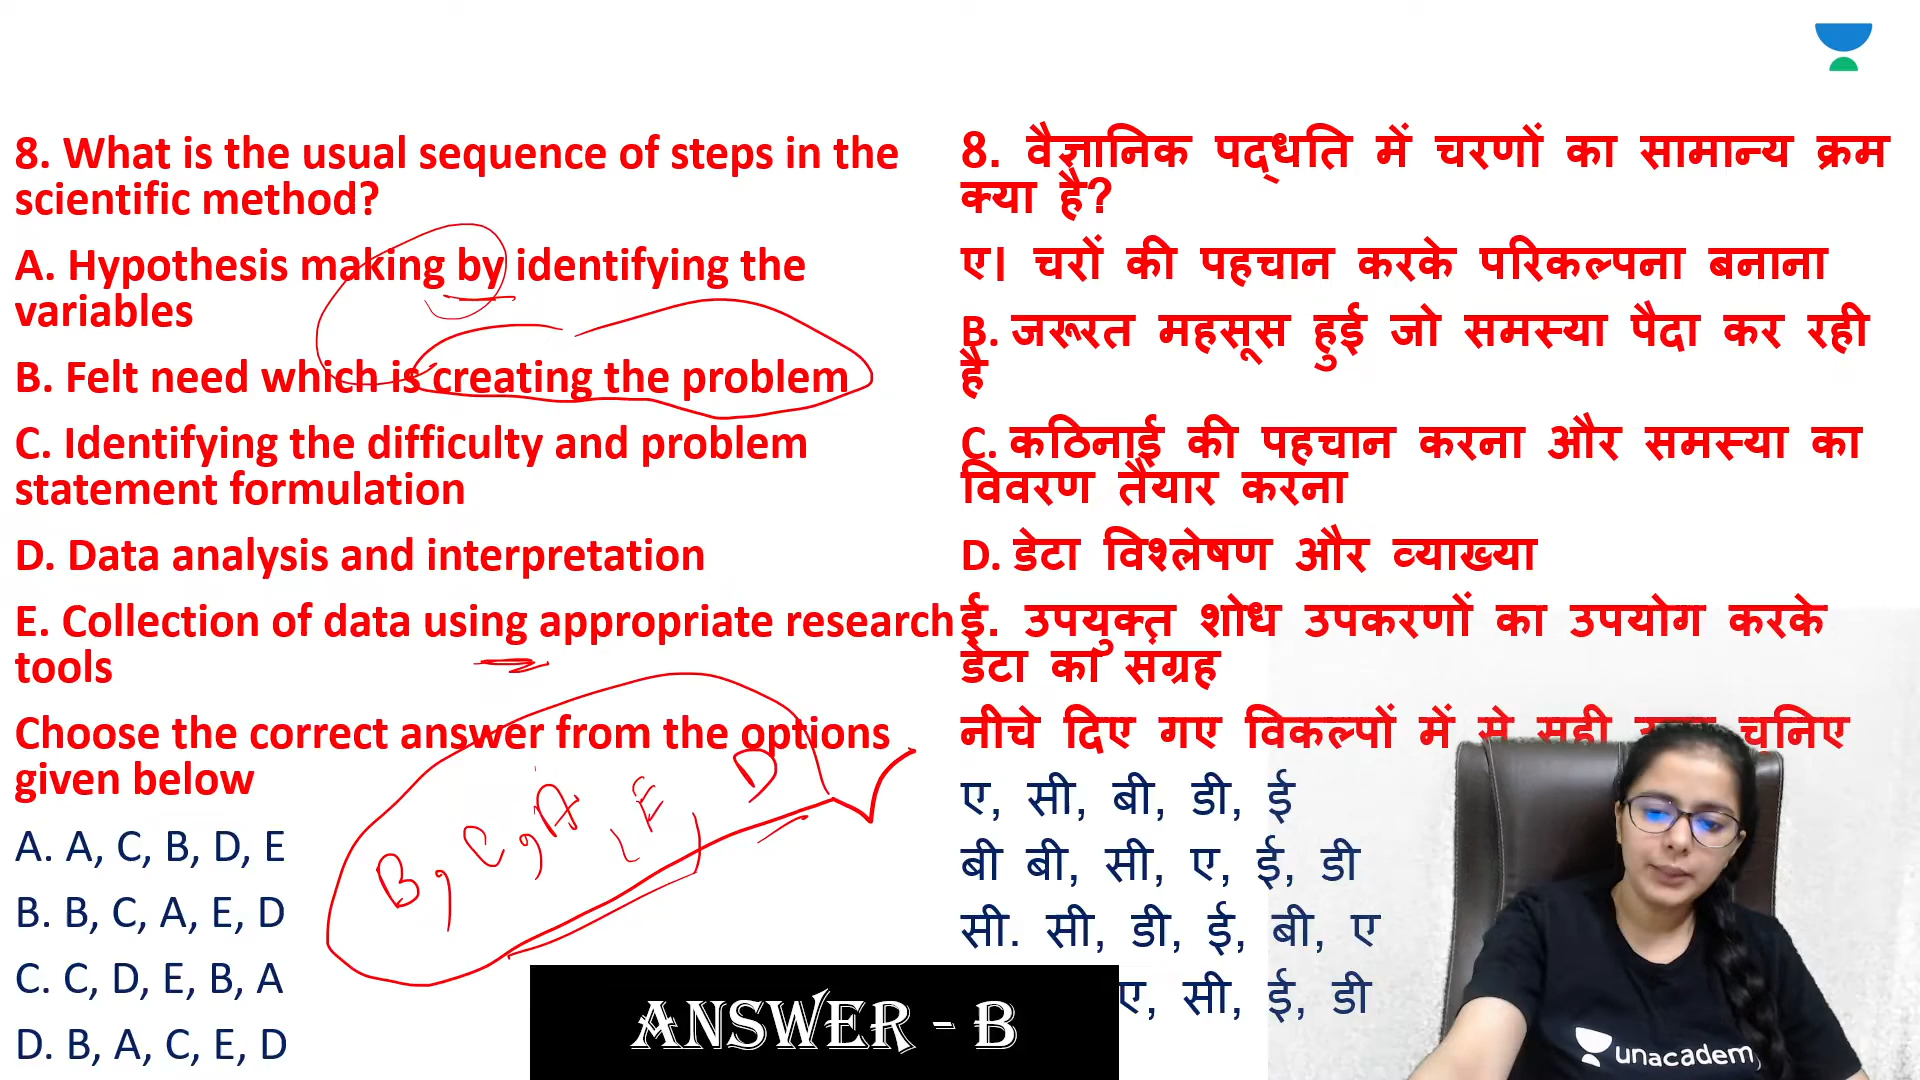 8. What is the usual sequence of steps in the
scientific method?
A. Hypothesis making by identifying the
variables
B. Felt need which is creating the problem
C. Identifying the difficulty and problem
statement formulation
D. Data analysis and interpretation
E. Collection of data using appropriate research
tools
Choose the correct answer from the options
given below
A. A, C, B, D, E
B. B, C, A, E, D
C. C, D, E, B, A
D. B, A, C, E, D
B, C, A, E, D
8. वैज्ञानिक पद्धति में चरणों का सामान्य क्रम
क्या है?
ए। चरों की पहचान करके परिकल्पना बनाना
B. जरूरत महसूस हुई जो समस्या पैदा कर रही
है
C. कठिनाई की पहचान करना और समस्या का
विवरण तैयार करना
D. डेटा विश्लेषण और व्याख्या
ई. उपयुक्त शोध उपकरणों का उपयोग करके
डेटा का संग्रह
नीचे दिए गए विकल्पों में से सही चुनिए
ए, सी, बी, डी, ई
बी बी, सी, ए, ई, डी
सी. सी, डी, ई, बी, ए
ए, सी, ई, डी
ANSWER - B
unacadem